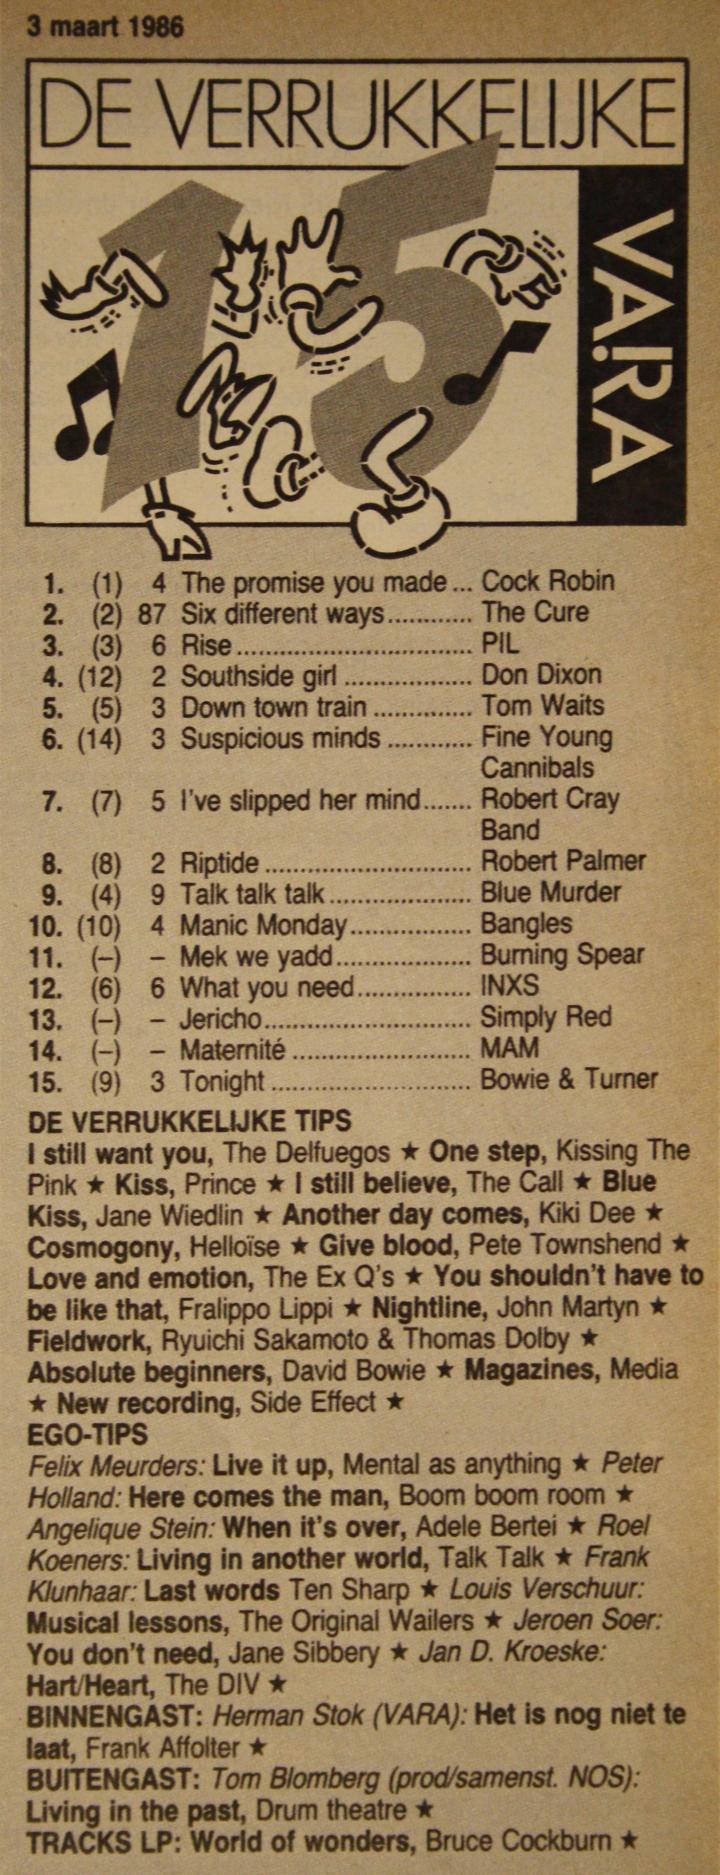 3 maart 1986
DE VERRUKKELIJKE
15
VARA
1. (1) 4 The promise you made ... Cock Robin
2. (2) 87 Six different ways ............ The Cure
3. (3) 6 Rise ................................. PIL
4. (12) 2 Southside girl .................. Don Dixon
5. (5) 3 Down town train .............. Tom Waits
6. (14) 3 Suspicious minds ............ Fine Young
Cannibals
7. (7) 5 I've slipped her mind ....... Robert Cray
Band
8. (8) 2 Riptide ............................. Robert Palmer
9. (4) 9 Talk talk talk .................... Blue Murder
10. (10) 4 Manic Monday ................. Bangles
11. (–) – Mek we yadd ................... Burning Spear
12. (6) 6 What you need ................ INXS
13. (–) – Jericho ............................. Simply Red
14. (–) – Maternité ......................... MAM
15. (9) 3 Tonight ............................ Bowie & Turner
DE VERRUKKELIJKE TIPS
I still want you, The Delfuegos ★ One step, Kissing The
Pink ★ Kiss, Prince ★ I still believe, The Call ★ Blue
Kiss, Jane Wiedlin ★ Another day comes, Kiki Dee ★
Cosmogony, Helloïse ★ Give blood, Pete Townshend ★
Love and emotion, The Ex Q's ★ You shouldn't have to
be like that, Fralippo Lippi ★ Nightline, John Martyn ★
Fieldwork, Ryuichi Sakamoto & Thomas Dolby ★
Absolute beginners, David Bowie ★ Magazines, Media
★ New recording, Side Effect ★
EGO-TIPS
Felix Meurders: Live it up, Mental as anything ★ Peter
Holland: Here comes the man, Boom boom room ★
Angelique Stein: When it's over, Adele Bertei ★ Roel
Koeners: Living in another world, Talk Talk ★ Frank
Klunhaar: Last words Ten Sharp ★ Louis Verschuur:
Musical lessons, The Original Wailers ★ Jeroen Soer:
You don't need, Jane Sibbery ★ Jan D. Kroeske:
Hart/Heart, The DIV ★
BINNENGAST: Herman Stok (VARA): Het is nog niet te
laat, Frank Affolter ★
BUITENGAST: Tom Blomberg (prod/samenst. NOS):
Living in the past, Drum theatre ★
TRACKS LP: World of wonders, Bruce Cockburn ★